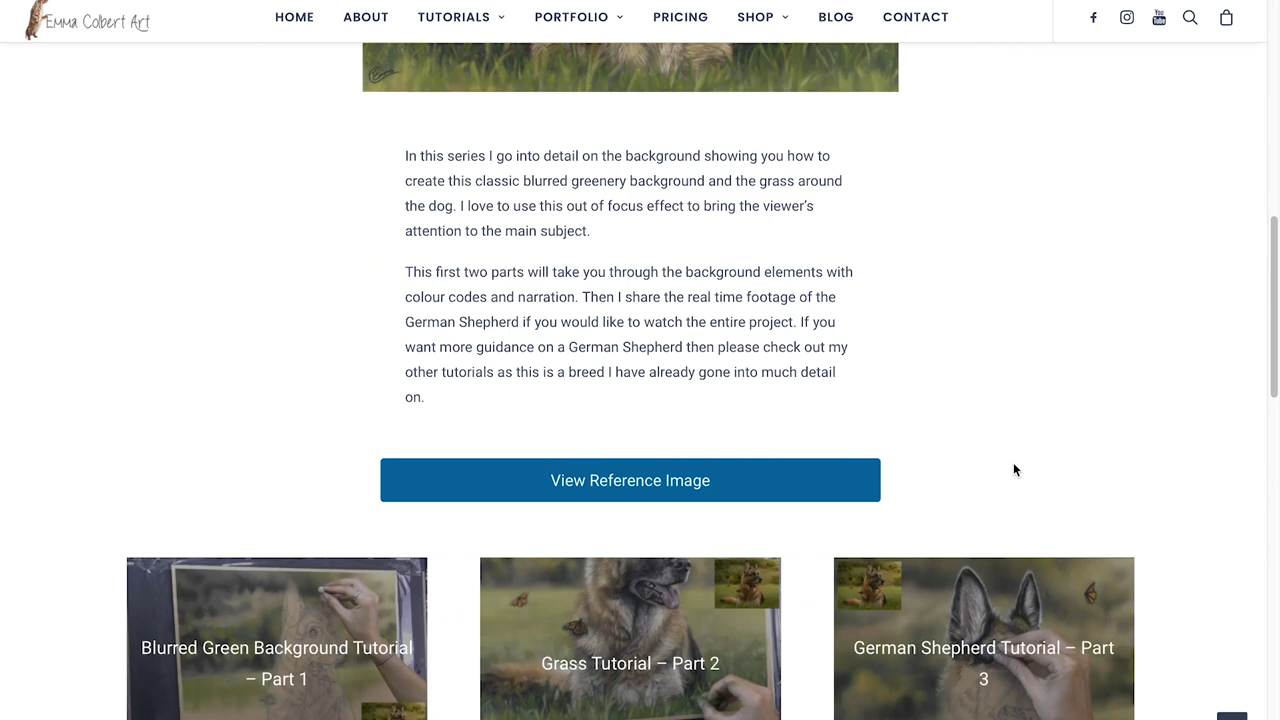 Emma Colbert Art
HOME ABOUT TUTORIALS PORTFOLIO PRICING SHOP BLOG CONTACT
You
Tube
In this series I go into detail on the background showing you how to
create this classic blurred greenery background and the grass around
the dog. I love to use this out of focus effect to bring the viewer’s
attention to the main subject.
This first two parts will take you through the background elements with
colour codes and narration. Then I share the real time footage of the
German Shepherd if you would like to watch the entire project. If you
want more guidance on a German Shepherd then please check out my
other tutorials as this is a breed I have already gone into much detail
on.
View Reference Image
Blurred Green Background Tutorial
– Part 1
Grass Tutorial – Part 2
German Shepherd Tutorial – Part
3